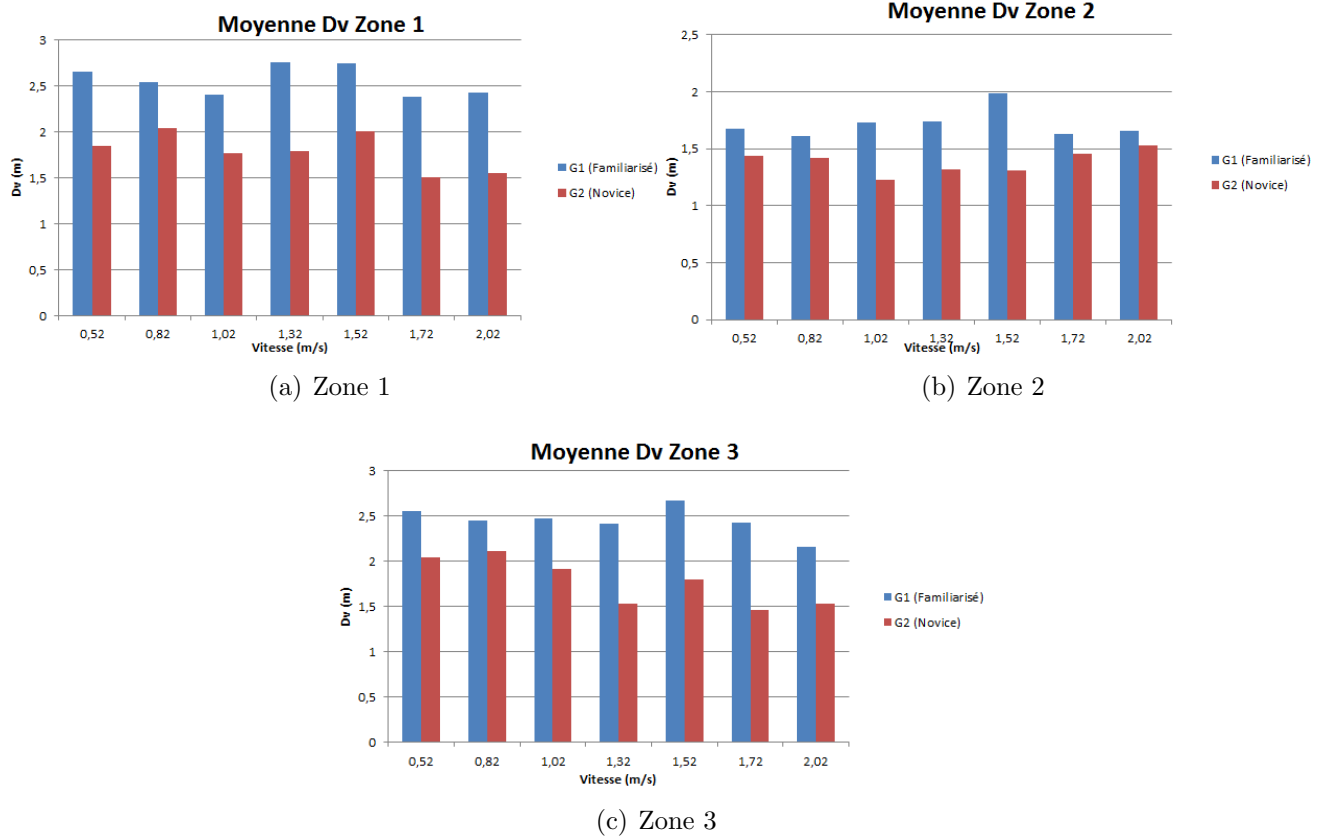 Moyenne Dv Zone 1
3
2,5
2
1,5
1
0,5
0
Dv (m)
0,52 0,82 1,02 1,32 1,52 1,72 2,02
Vitesse (m/s)
G1 (Familiarisé)
G2 (Novice)
(a) Zone 1
Moyenne Dv Zone 2
2,5
2
1,5
1
0,5
0
Dv (m)
0,52 0,82 1,02 1,32 1,52 1,72 2,02
Vitesse (m/s)
G1 (Familiarisé)
G2 (Novice)
(b) Zone 2
Moyenne Dv Zone 3
3
2,5
2
1,5
1
0,5
0
Dv (m)
0,52 0,82 1,02 1,32 1,52 1,72 2,02
Vitesse (m/s)
G1 (Familiarisé)
G2 (Novice)
(c) Zone 3